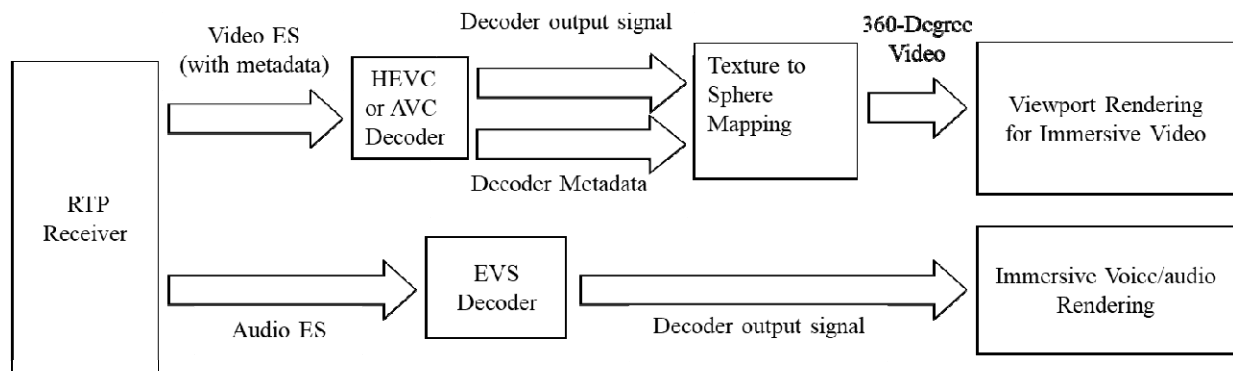 Video ES
(with metadata)
Decoder output signal
360-Degree
Video
HEVC
or AVC
Decoder
Texture to
Sphere
Mapping
Viewport Rendering
for Immersive Video
Decoder Metadata
RTP
Receiver
EVS
Decoder
Immersive Voice/audio
Rendering
Audio ES
Decoder output signal